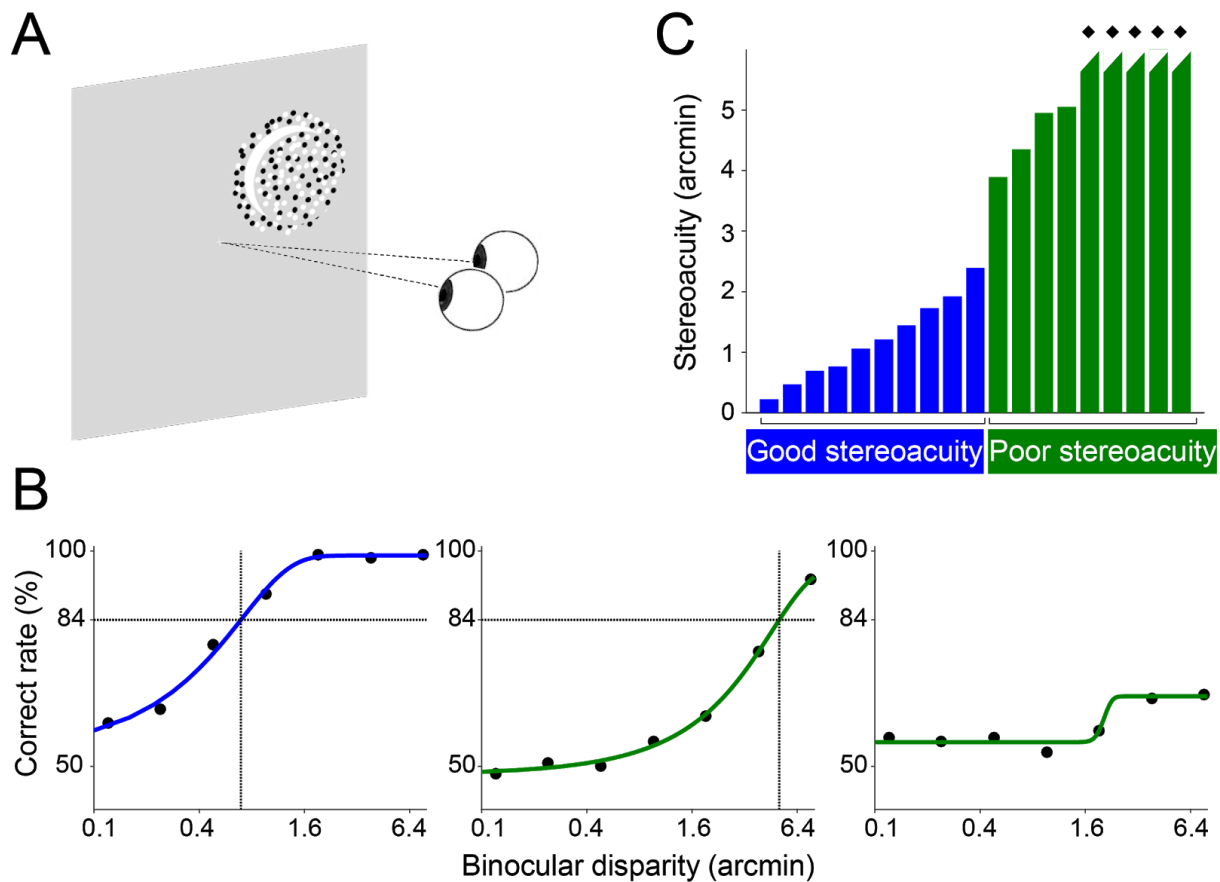 A
C
Stereoacuity (arcmin)
5
4
3
2
1
0
Good stereoacuity
Poor stereoacuity
B
Correct rate (%)
100
84
50
0.1 0.4 1.6 6.4
100
84
50
0.1 0.4 1.6 6.4
100
84
50
0.1 0.4 1.6 6.4
Binocular disparity (arcmin)